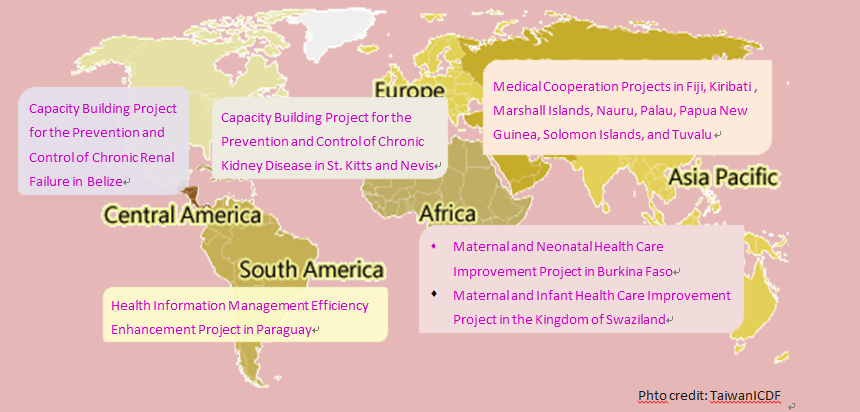 Europe
Medical Cooperation Projects in Fiji, Kiribati ,
Marshall Islands, Nauru, Palau, Papua New
Guinea, Solomon Islands, and Tuvalu
Capacity Building Project
for the Prevention and
Control of Chronic Renal
Failure in Belize
Capacity Building Project for the
Prevention and Control of Chronic
Kidney Disease in St. Kitts and Nevis
Asia Pacific
Central America
Africa
♦ Maternal and Neonatal Health Care
Improvement Project in Burkina Faso
♦ Maternal and Infant Health Care Improvement
Project in the Kingdom of Swaziland
South America
Health Information Management Efficiency
Enhancement Project in Paraguay
Phto credit: TaiwanICDF